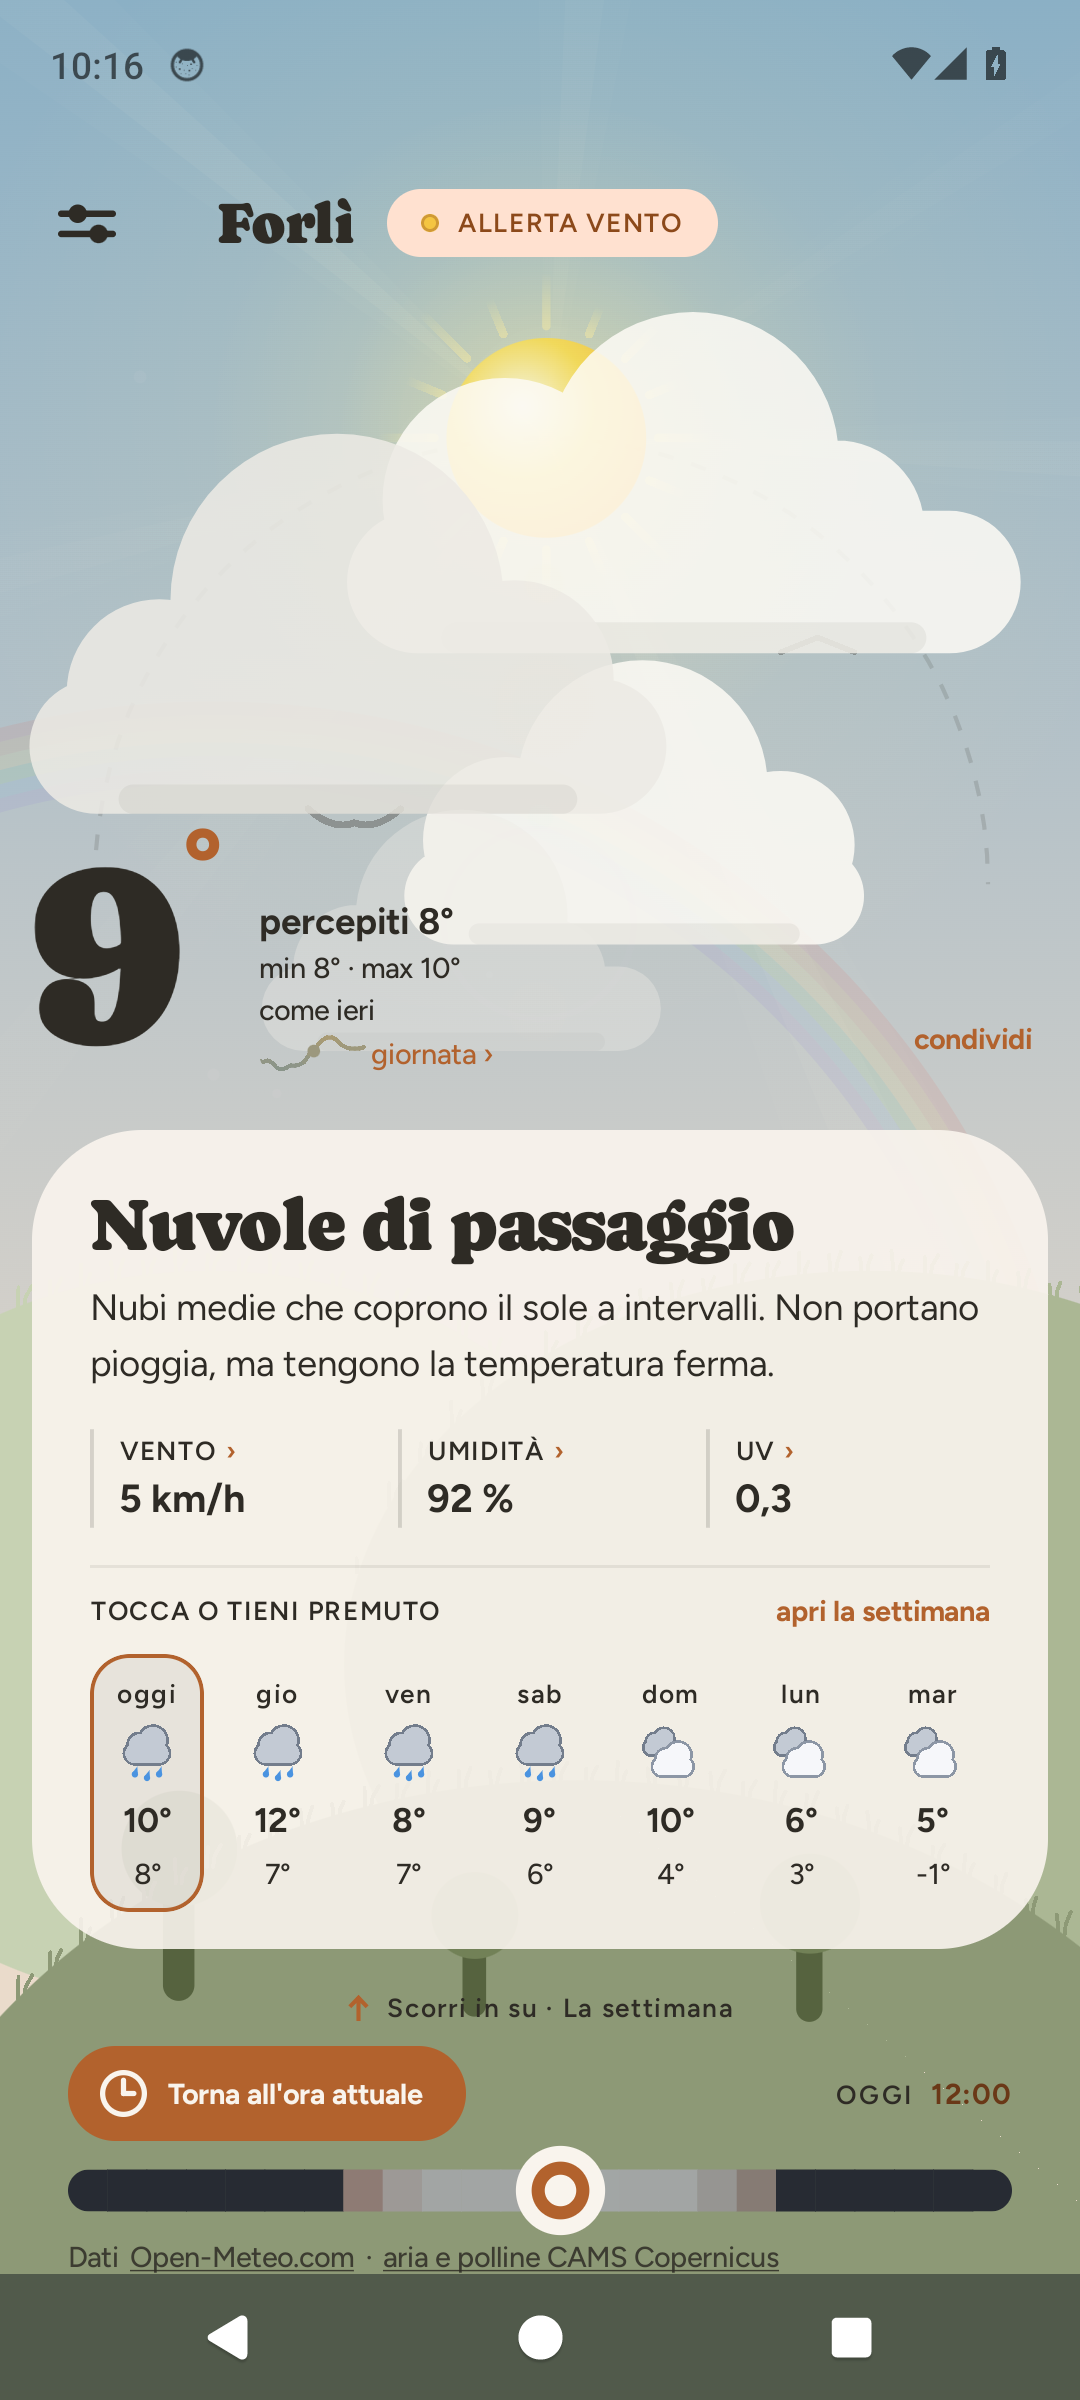 10:16
Forlì
ALLERTA VENTO
9°
percepiti 8°
min 8° · max 10°
come ieri
giornata ›
condividi
Nuvole di passaggio
Nubi medie che coprono il sole a intervalli. Non portano
pioggia, ma tengono la temperatura ferma.
VENTO › UMIDITÀ › UV ›
5 km/h 92 % 0,3
TOCCA O TIENI PREMUTO apri la settimana
oggi gio ven sab dom lun mar
10° 12° 8° 9° 10° 6° 5°
8° 7° 7° 6° 4° 3° -1°
↑ Scorri in su · La settimana
Torna all'ora attuale OGGI 12:00
Dati Open-Meteo.com · aria e polline CAMS Copernicus